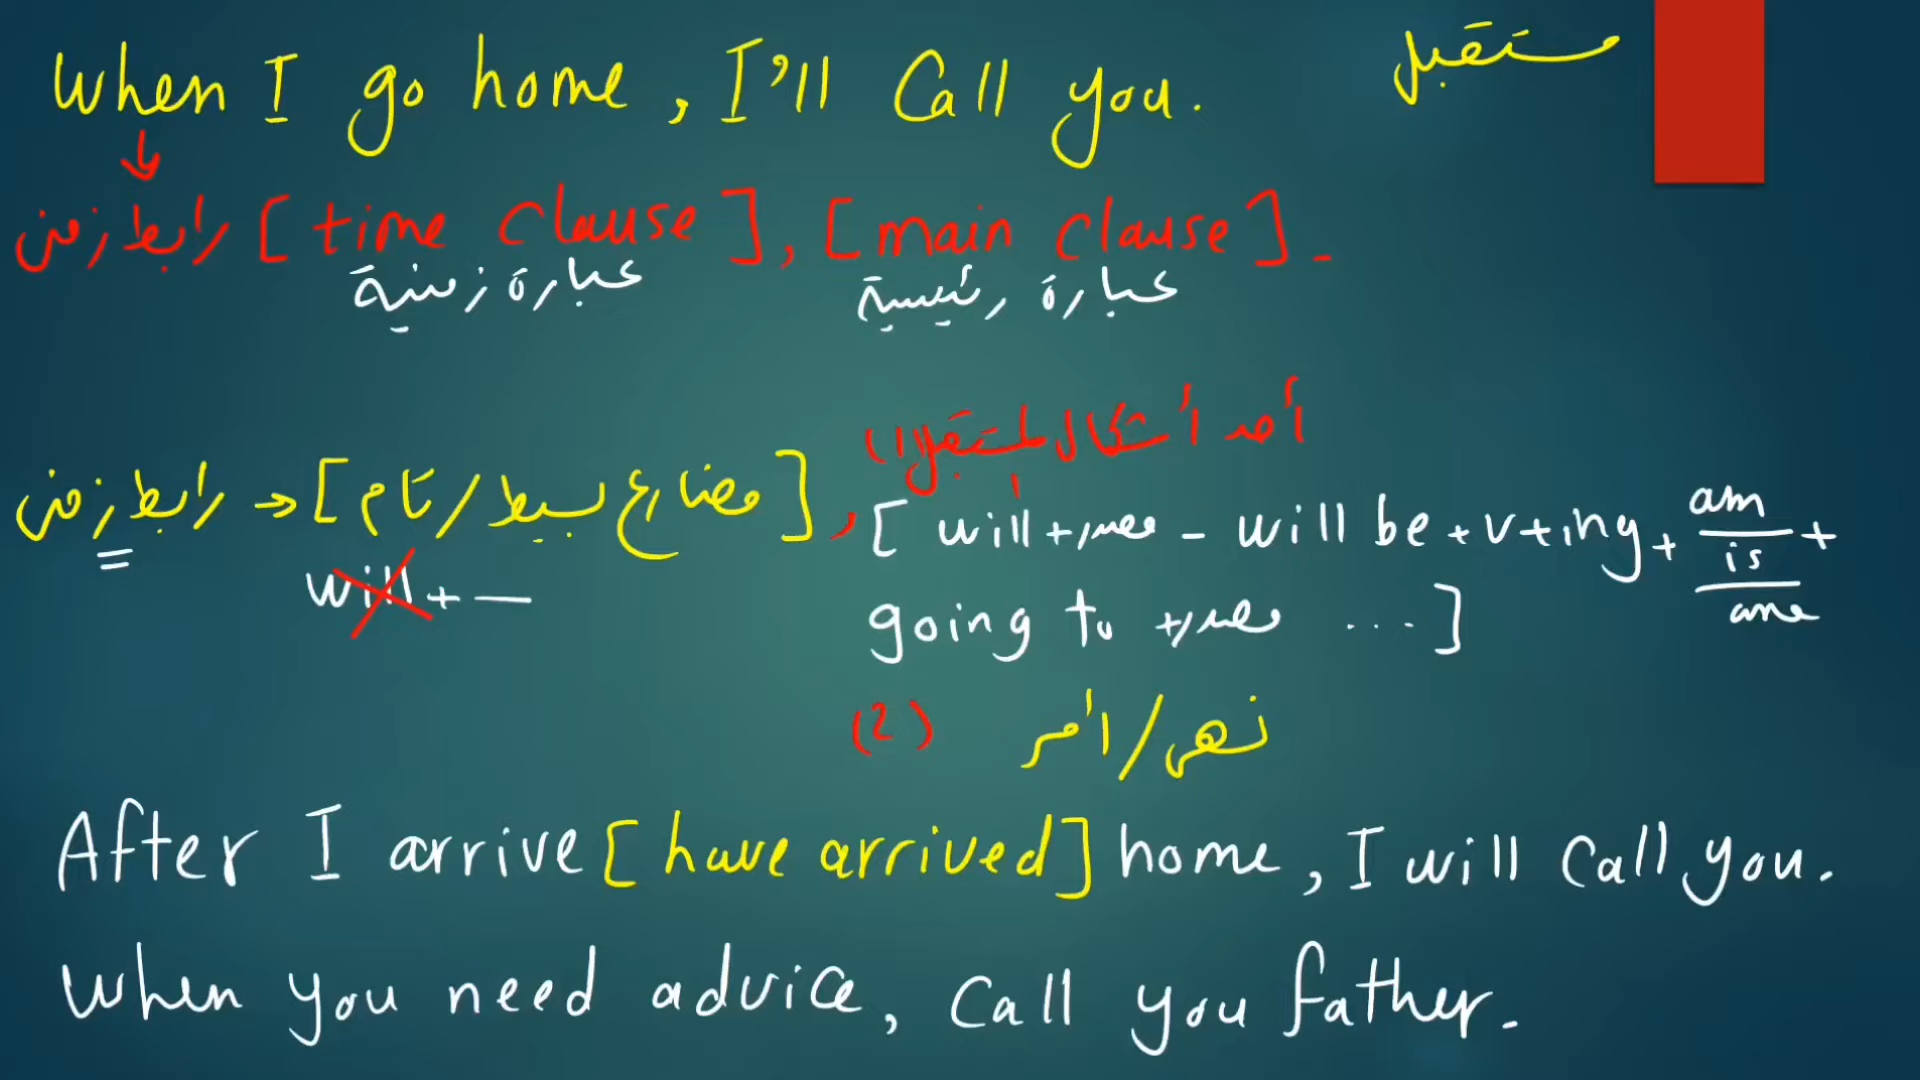 When I go home, I'll Call you. مستقبل
رابط زمني [time clause], [main clause].
عبارة زمنية عبارة رئيسية
(1) أحد أشكال المستقبل
رابط زمني → [مضارع بسيط / تام], [will + مصدر - will be + v + ing + am / is / are +
will + — going to + مصدر ...]
(2) نهي / أمر
After I arrive [have arrived] home, I will Call you.
When you need advice, Call you father.